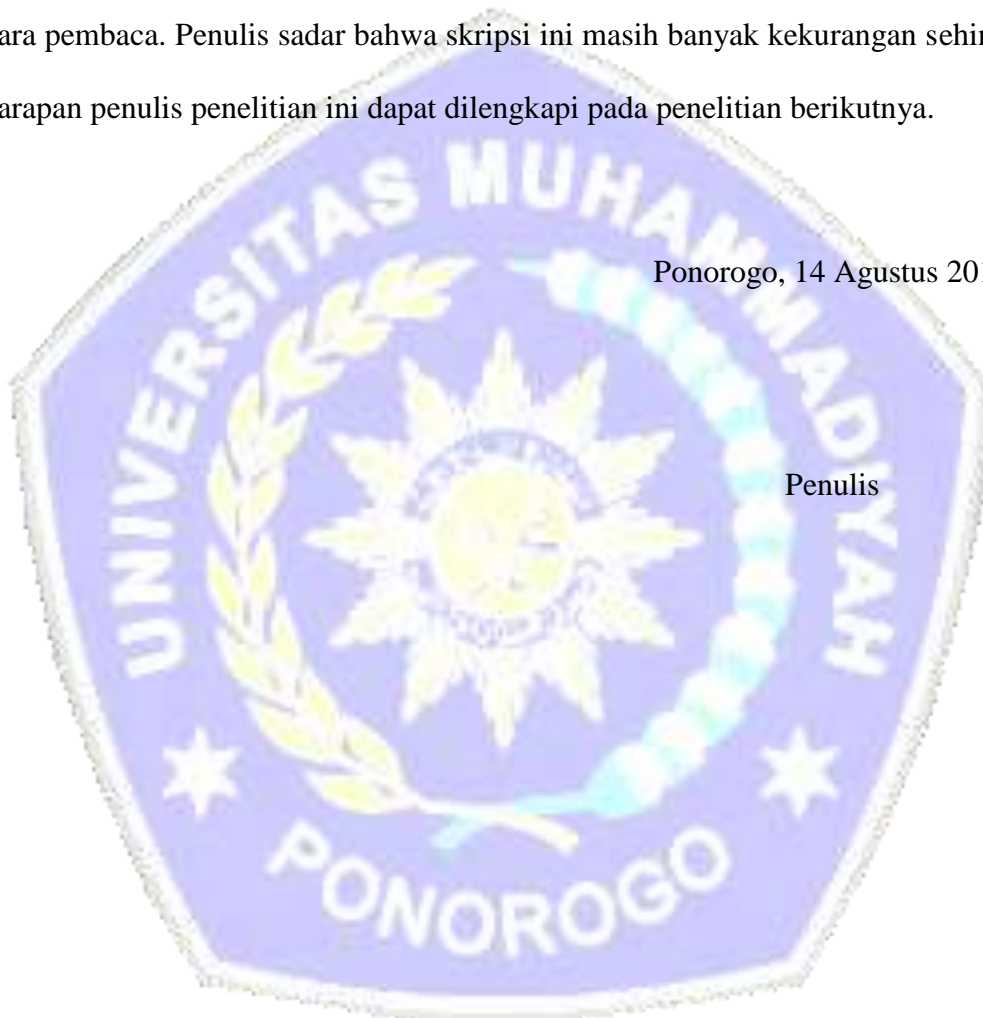 ara pembaca. Penulis sadar bahwa skripsi ini masih banyak kekurangan sehin
arapan penulis penelitian ini dapat dilengkapi pada penelitian berikutnya.
Ponorogo, 14 Agustus 201
Penulis
UNIVERSITAS MUHAMMADIYAH
PONOROGO